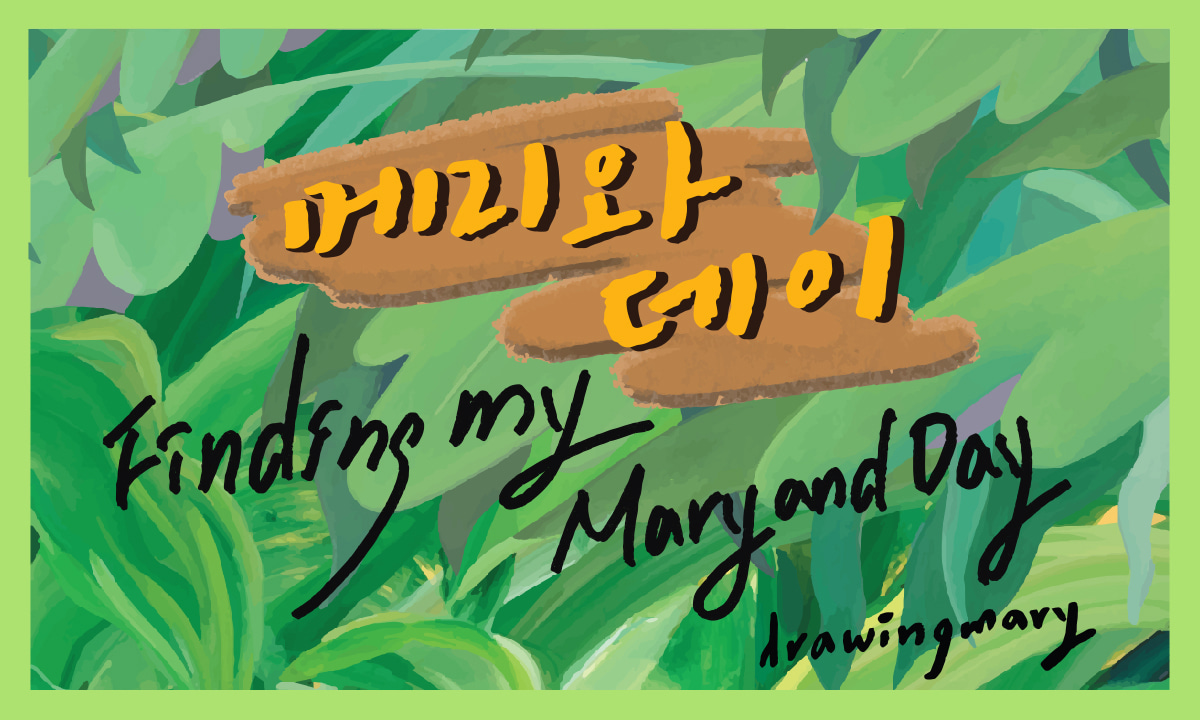 메리와
데이
Finding my
Mary and Day
drawingmary